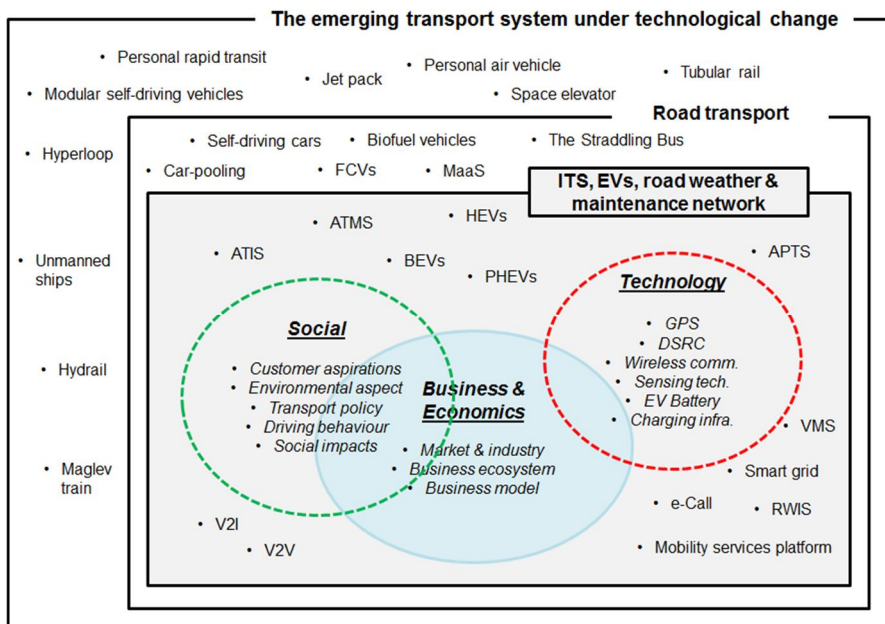 The emerging transport system under technological change
• Personal rapid transit
• Jet pack
• Personal air vehicle
• Tubular rail
• Modular self-driving vehicles
• Space elevator
Road transport
• Hyperloop
• Self-driving cars
• Biofuel vehicles
• The Straddling Bus
• Car-pooling
• FCVs
• MaaS
ITS, EVs, road weather &
maintenance network
• ATMS
• HEVs
• ATIS
• BEVs
• PHEVs
• APTS
• Unmanned
ships
Technology
• GPS
• DSRC
• Wireless comm.
• Sensing tech.
• EV Battery
• Charging infra.
Social
• Customer aspirations
• Environmental aspect
• Transport policy
• Driving behaviour
• Social impacts
Business &
Economics
• Market & industry
• Business ecosystem
• Business model
• Hydrail
• Maglev
train
• VMS
• Smart grid
• e-Call
• RWIS
• V2I
• V2V
• Mobility services platform